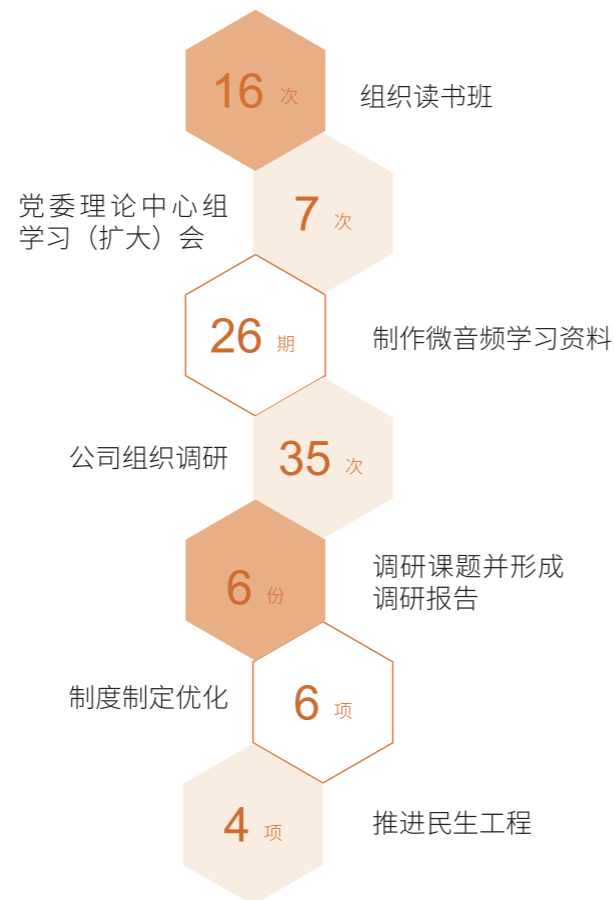 16 次
组织读书班
党委理论中心组
学习（扩大）会
7 次
26 期
制作微音频学习资料
公司组织调研
35 次
6 份
调研课题并形成
调研报告
制度制定优化
6 项
4 项
推进民生工程